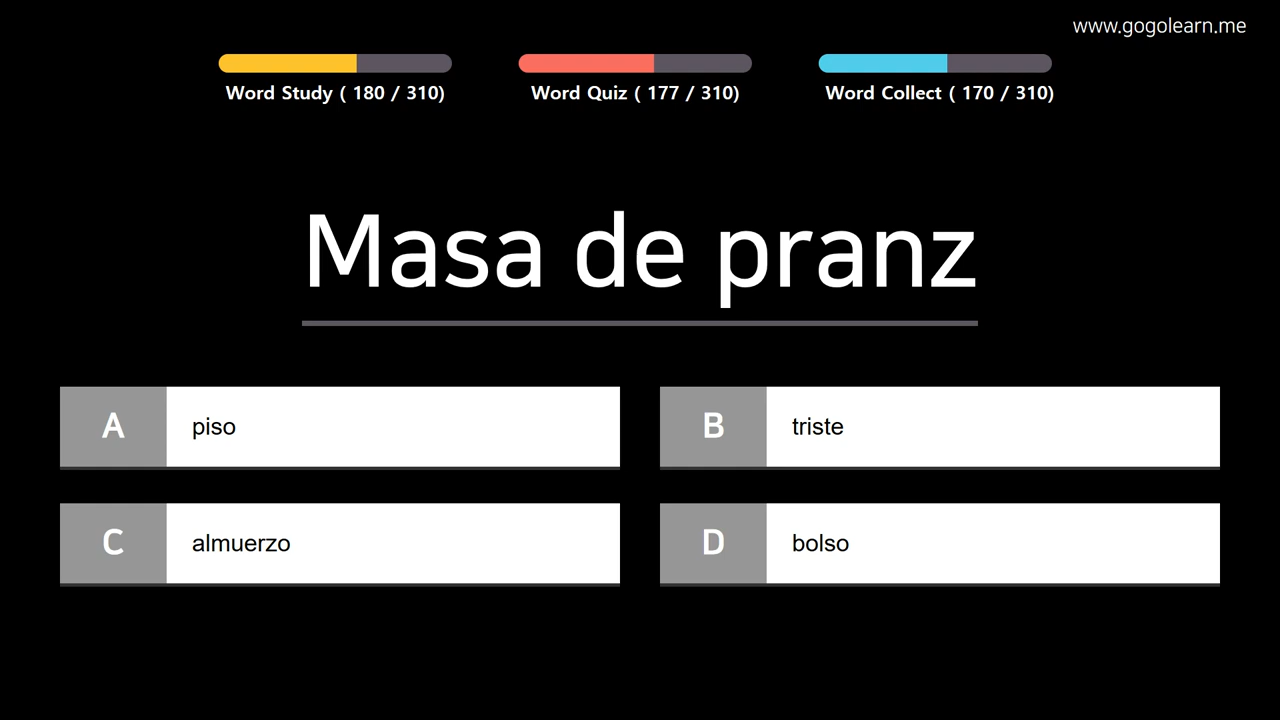 www.gogolearn.me
Word Study ( 180 / 310)
Word Quiz ( 177 / 310)
Word Collect ( 170 / 310)
Masa de pranz
A piso
B triste
C almuerzo
D bolso